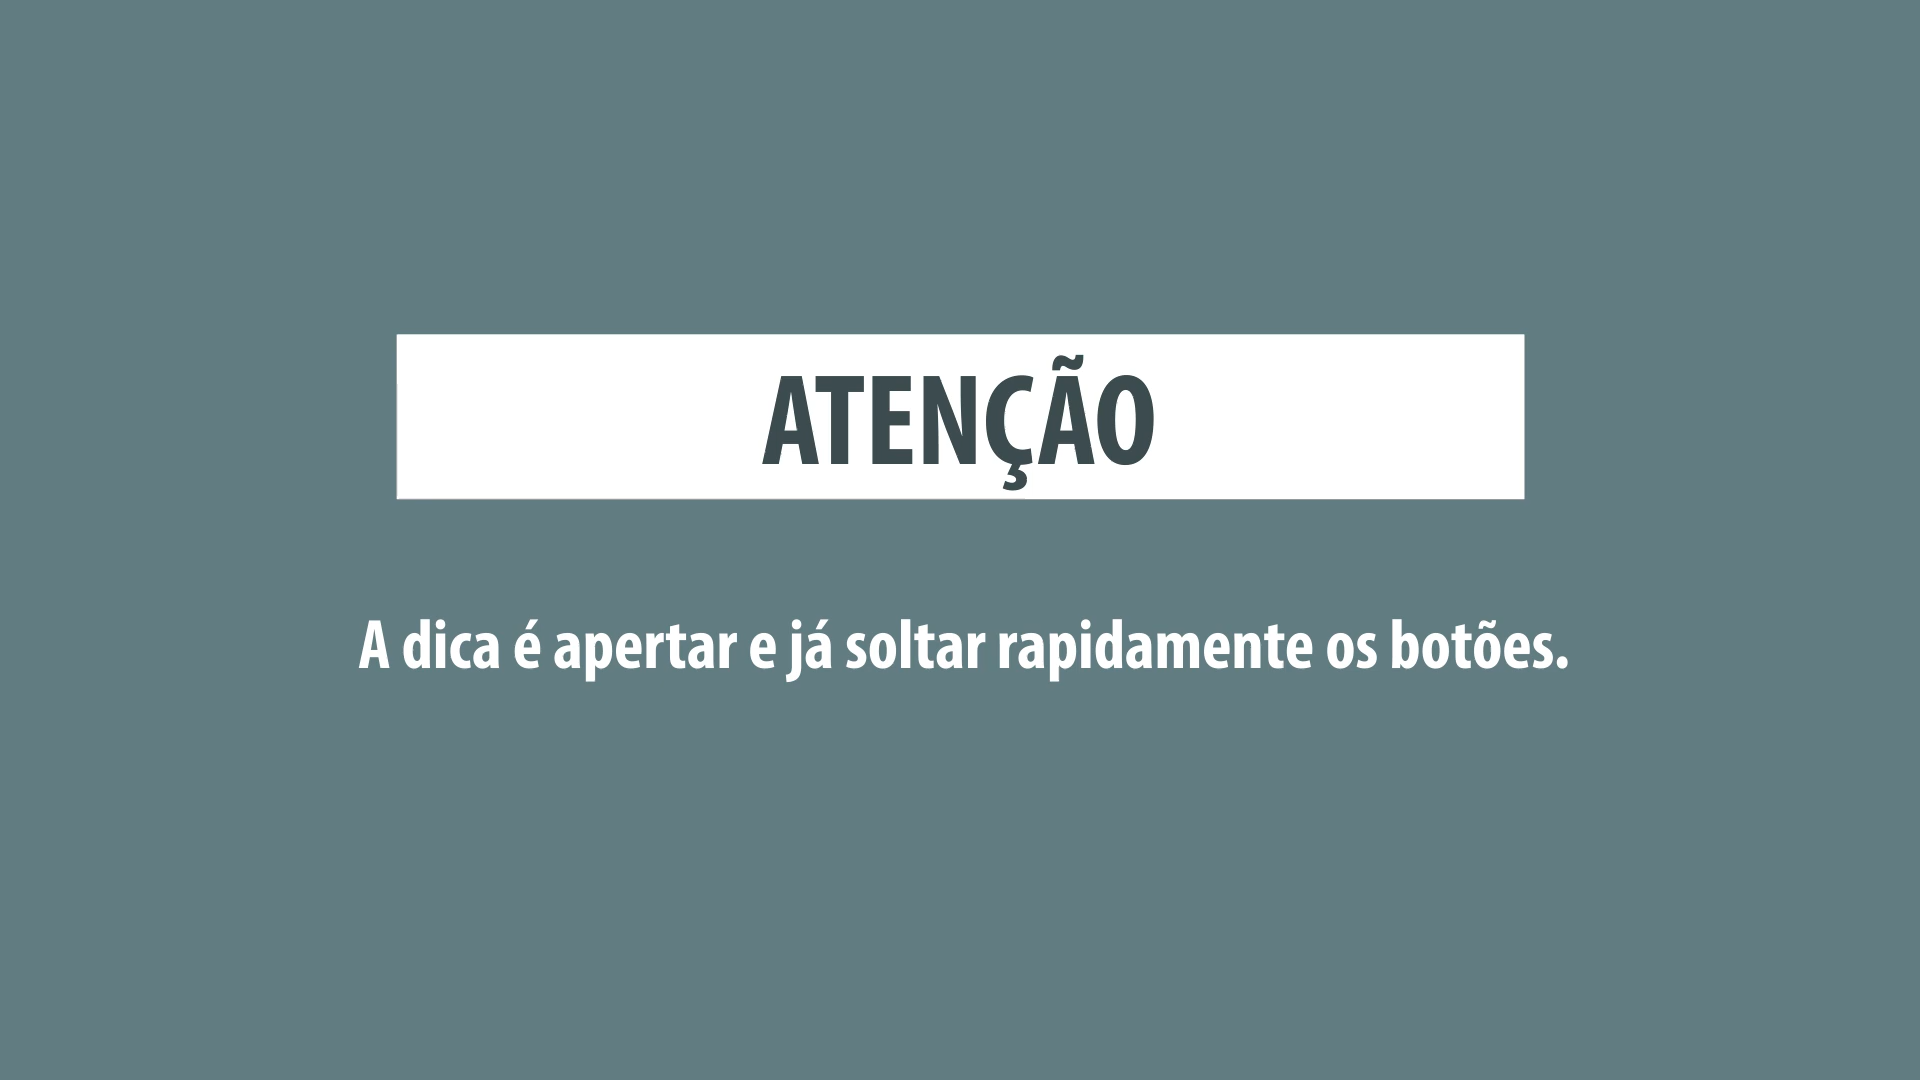 ATENÇÃO
A dica é apertar e já soltar rapidamente os botões.